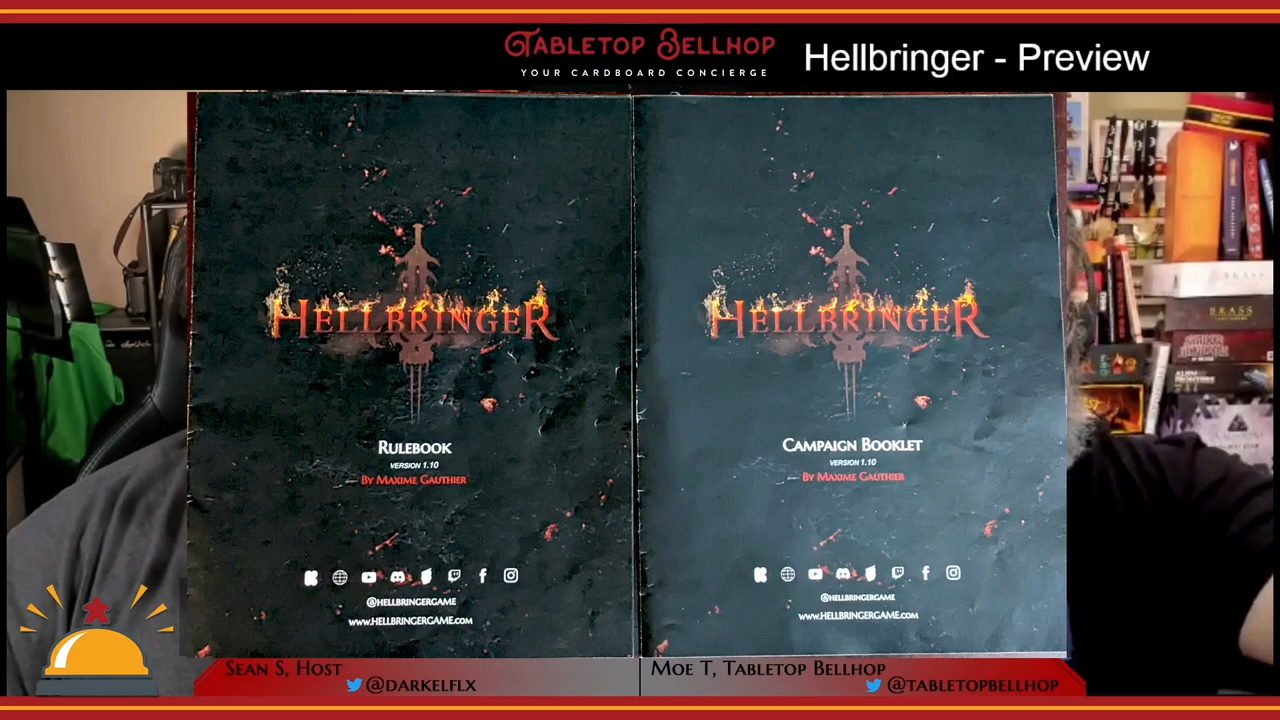 TABLETOP BELLHOP
YOUR CARDBOARD CONCIERGE
Hellbringer - Preview
HELLBRINGER
RULEBOOK
VERSION 1.10
BY MAXIME GAUTHIER
@HELLBRINGERGAME
www.HELLBRINGERGAME.com
HELLBRINGER
CAMPAIGN BOOKLET
VERSION 1.10
BY MAXIME GAUTHIER
@HELLBRINGERGAME
www.HELLBRINGERGAME.com
BRASS
BRASS
SEAN S, HOST
@DARKELFLX
MOE T, TABLETOP BELLHOP
@TABLETOPBELLHOP